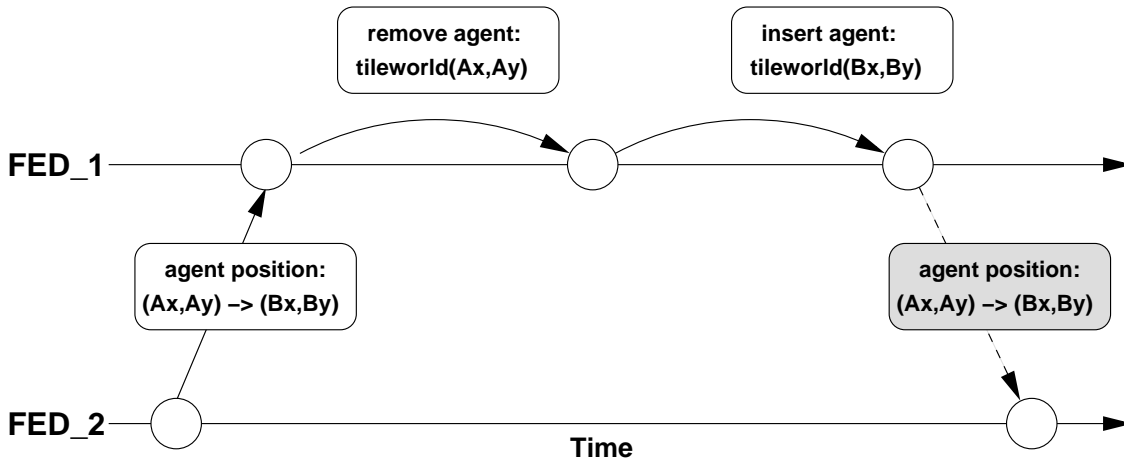 remove agent:
tileworld(Ax,Ay)
insert agent:
tileworld(Bx,By)
FED_1
agent position:
(Ax,Ay) −> (Bx,By)
agent position:
(Ax,Ay) −> (Bx,By)
FED_2
Time